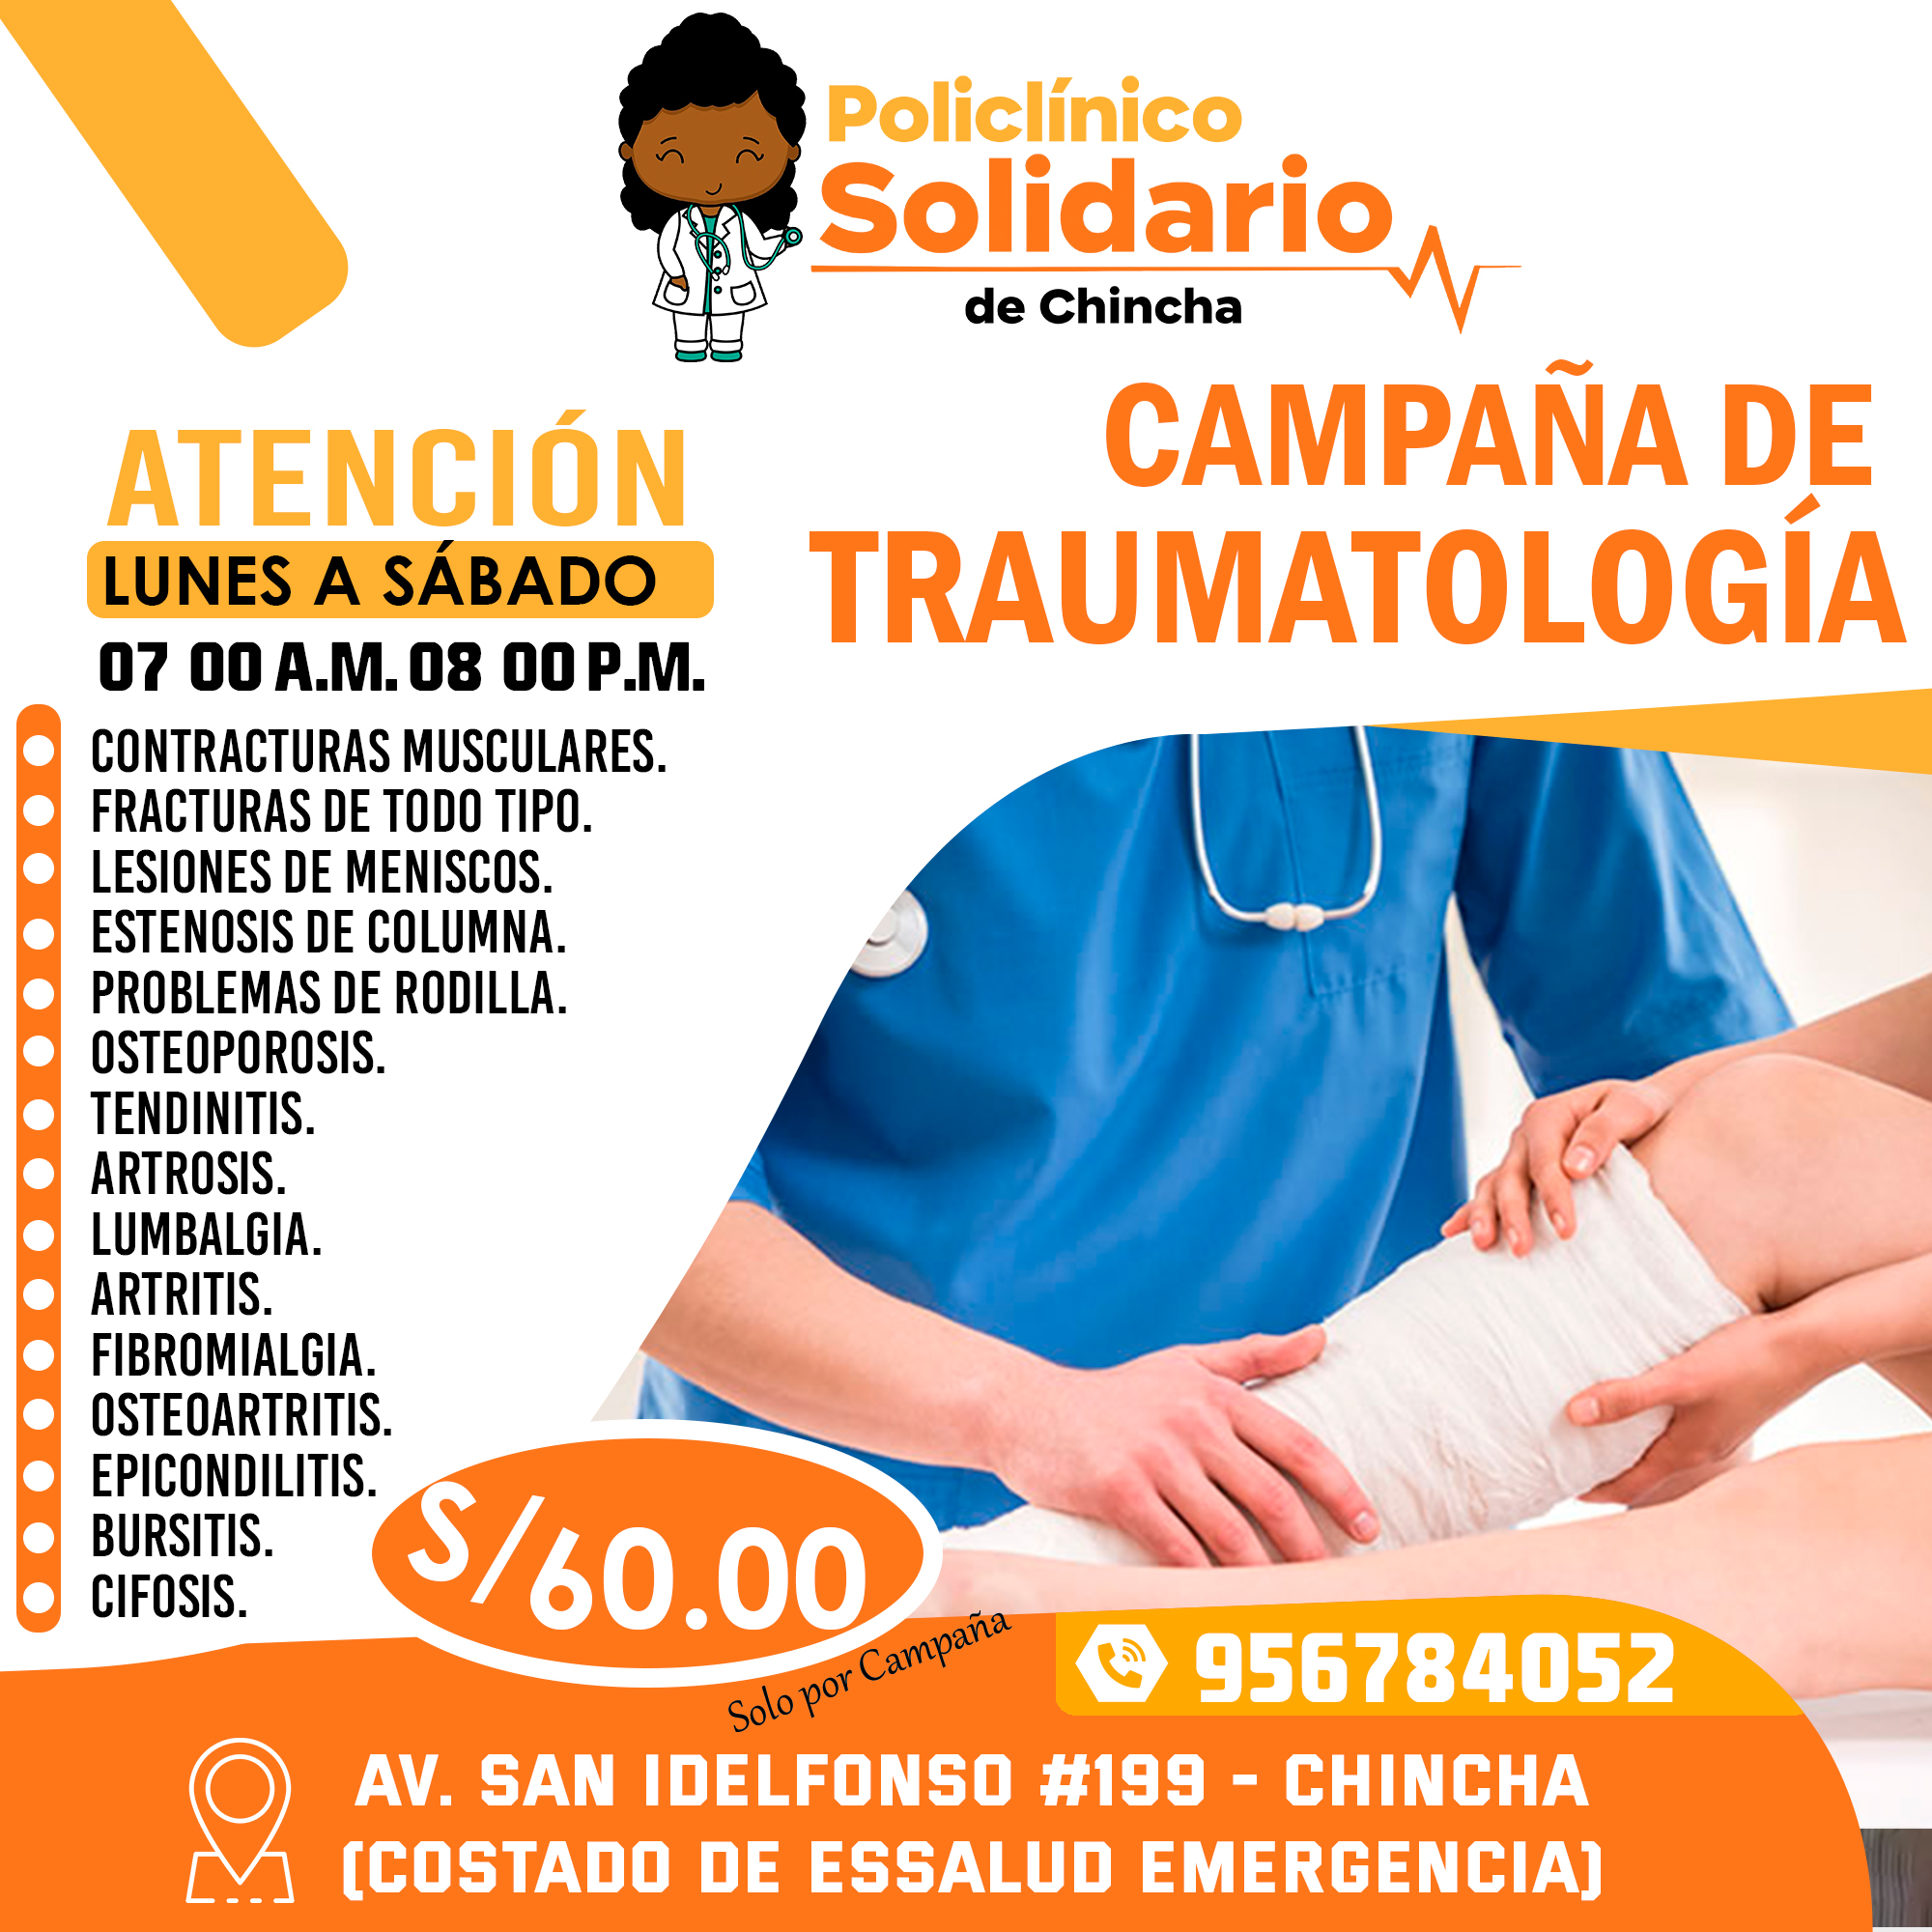 Policlínico
Solidario
de Chincha
CAMPAÑA DE
TRAUMATOLOGÍA
ATENCIÓN
LUNES A SÁBADO
07 00 A.M. 08 00 P.M.
CONTRACTURAS MUSCULARES.
FRACTURAS DE TODO TIPO.
LESIONES DE MENISCOS.
ESTENOSIS DE COLUMNA.
PROBLEMAS DE RODILLA.
OSTEOPOROSIS.
TENDINITIS.
ARTROSIS.
LUMBALGIA.
ARTRITIS.
FIBROMIALGIA.
OSTEOARTRITIS.
EPICONDILITIS.
BURSITIS.
CIFOSIS.
S/60.00
Solo por Campaña
956784052
AV. SAN IDELFONSO #199 - CHINCHA
(COSTADO DE ESSALUD EMERGENCIA)